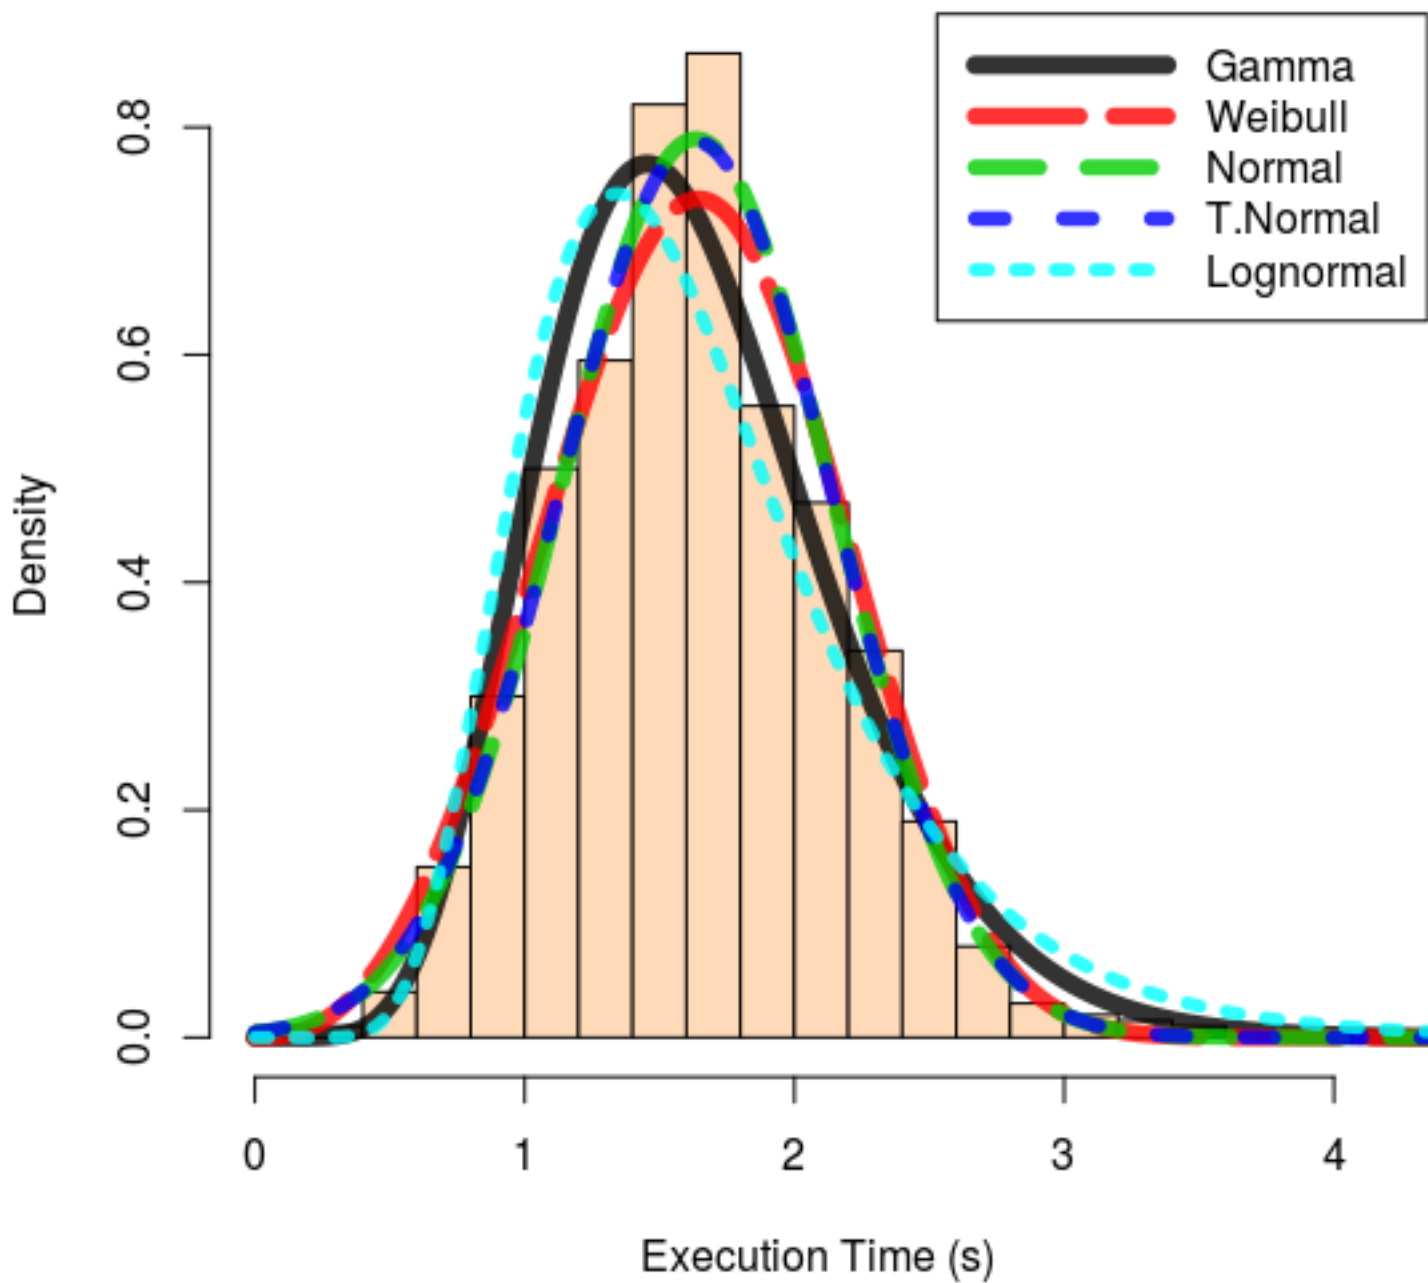 Gamma
Weibull
Normal
T.Normal
Lognormal
Density
0.8
0.6
0.4
0.2
0.0
0 1 2 3 4
Execution Time (s)